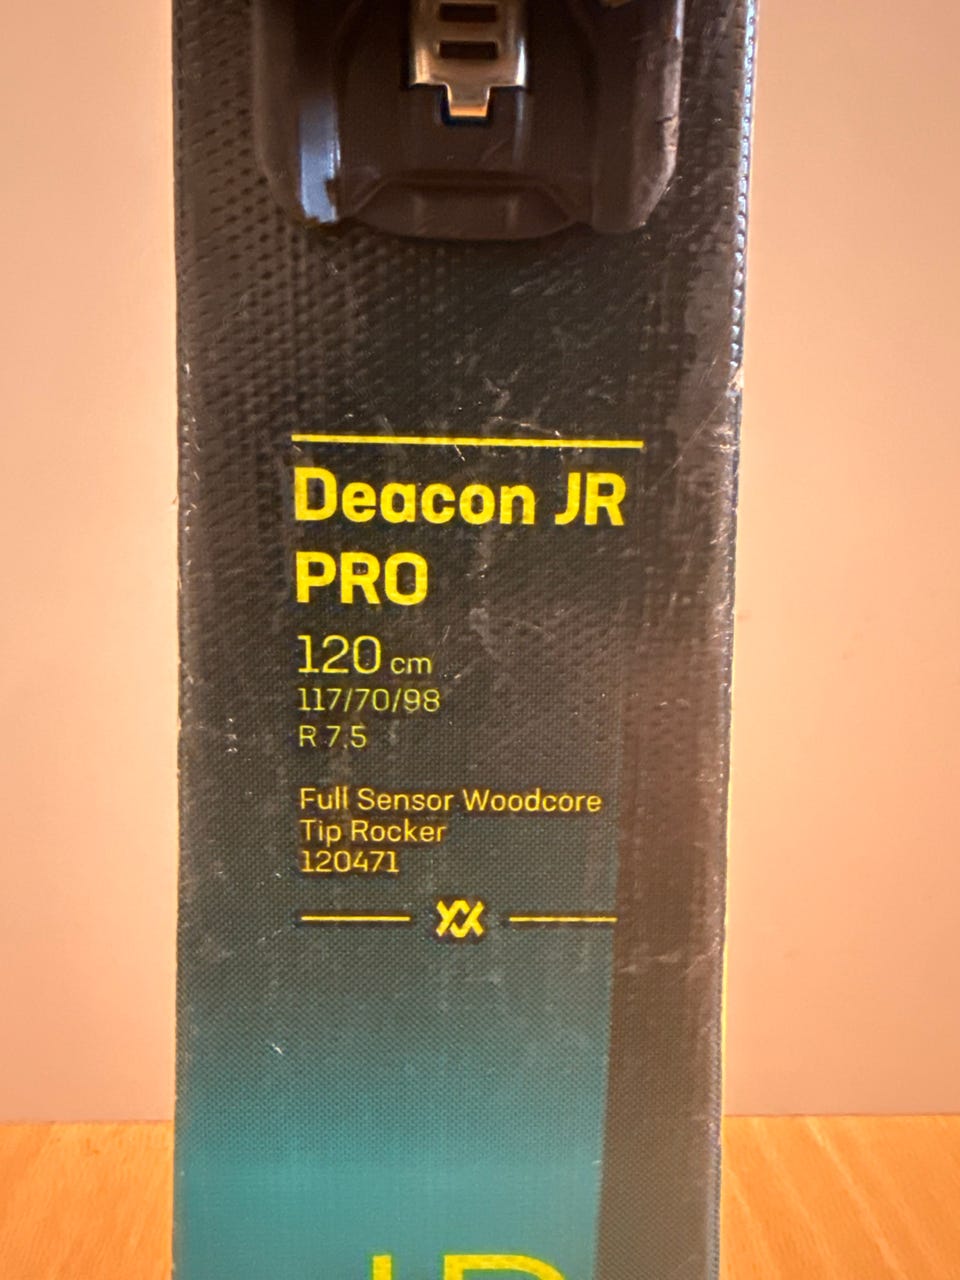 Deacon JR
PRO
120 cm
117/70/98
R 7.5
Full Sensor Woodcore
Tip Rocker
120471